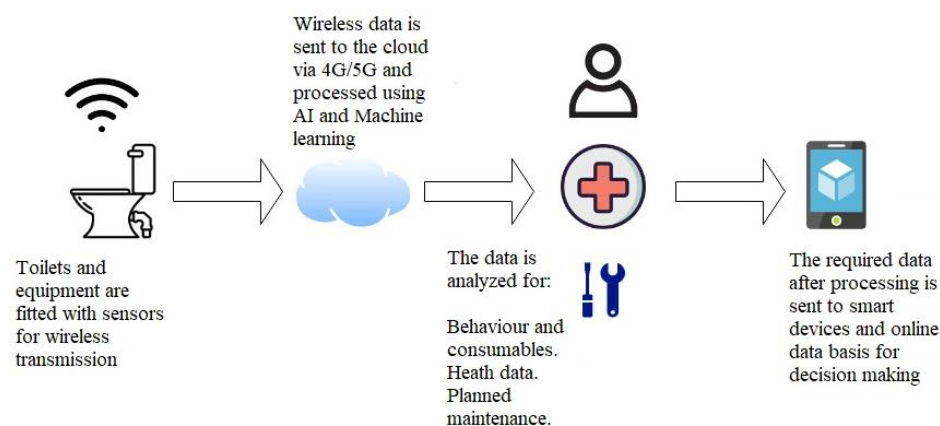 Wireless data is
sent to the cloud
via 4G/5G and
processed using
AI and Machine
learning
Toilets and
equipment are
fitted with sensors
for wireless
transmission
The data is
analyzed for:
Behaviour and
consumables.
Heath data.
Planned
maintenance.
The required data
after processing is
sent to smart
devices and online
data basis for
decision making